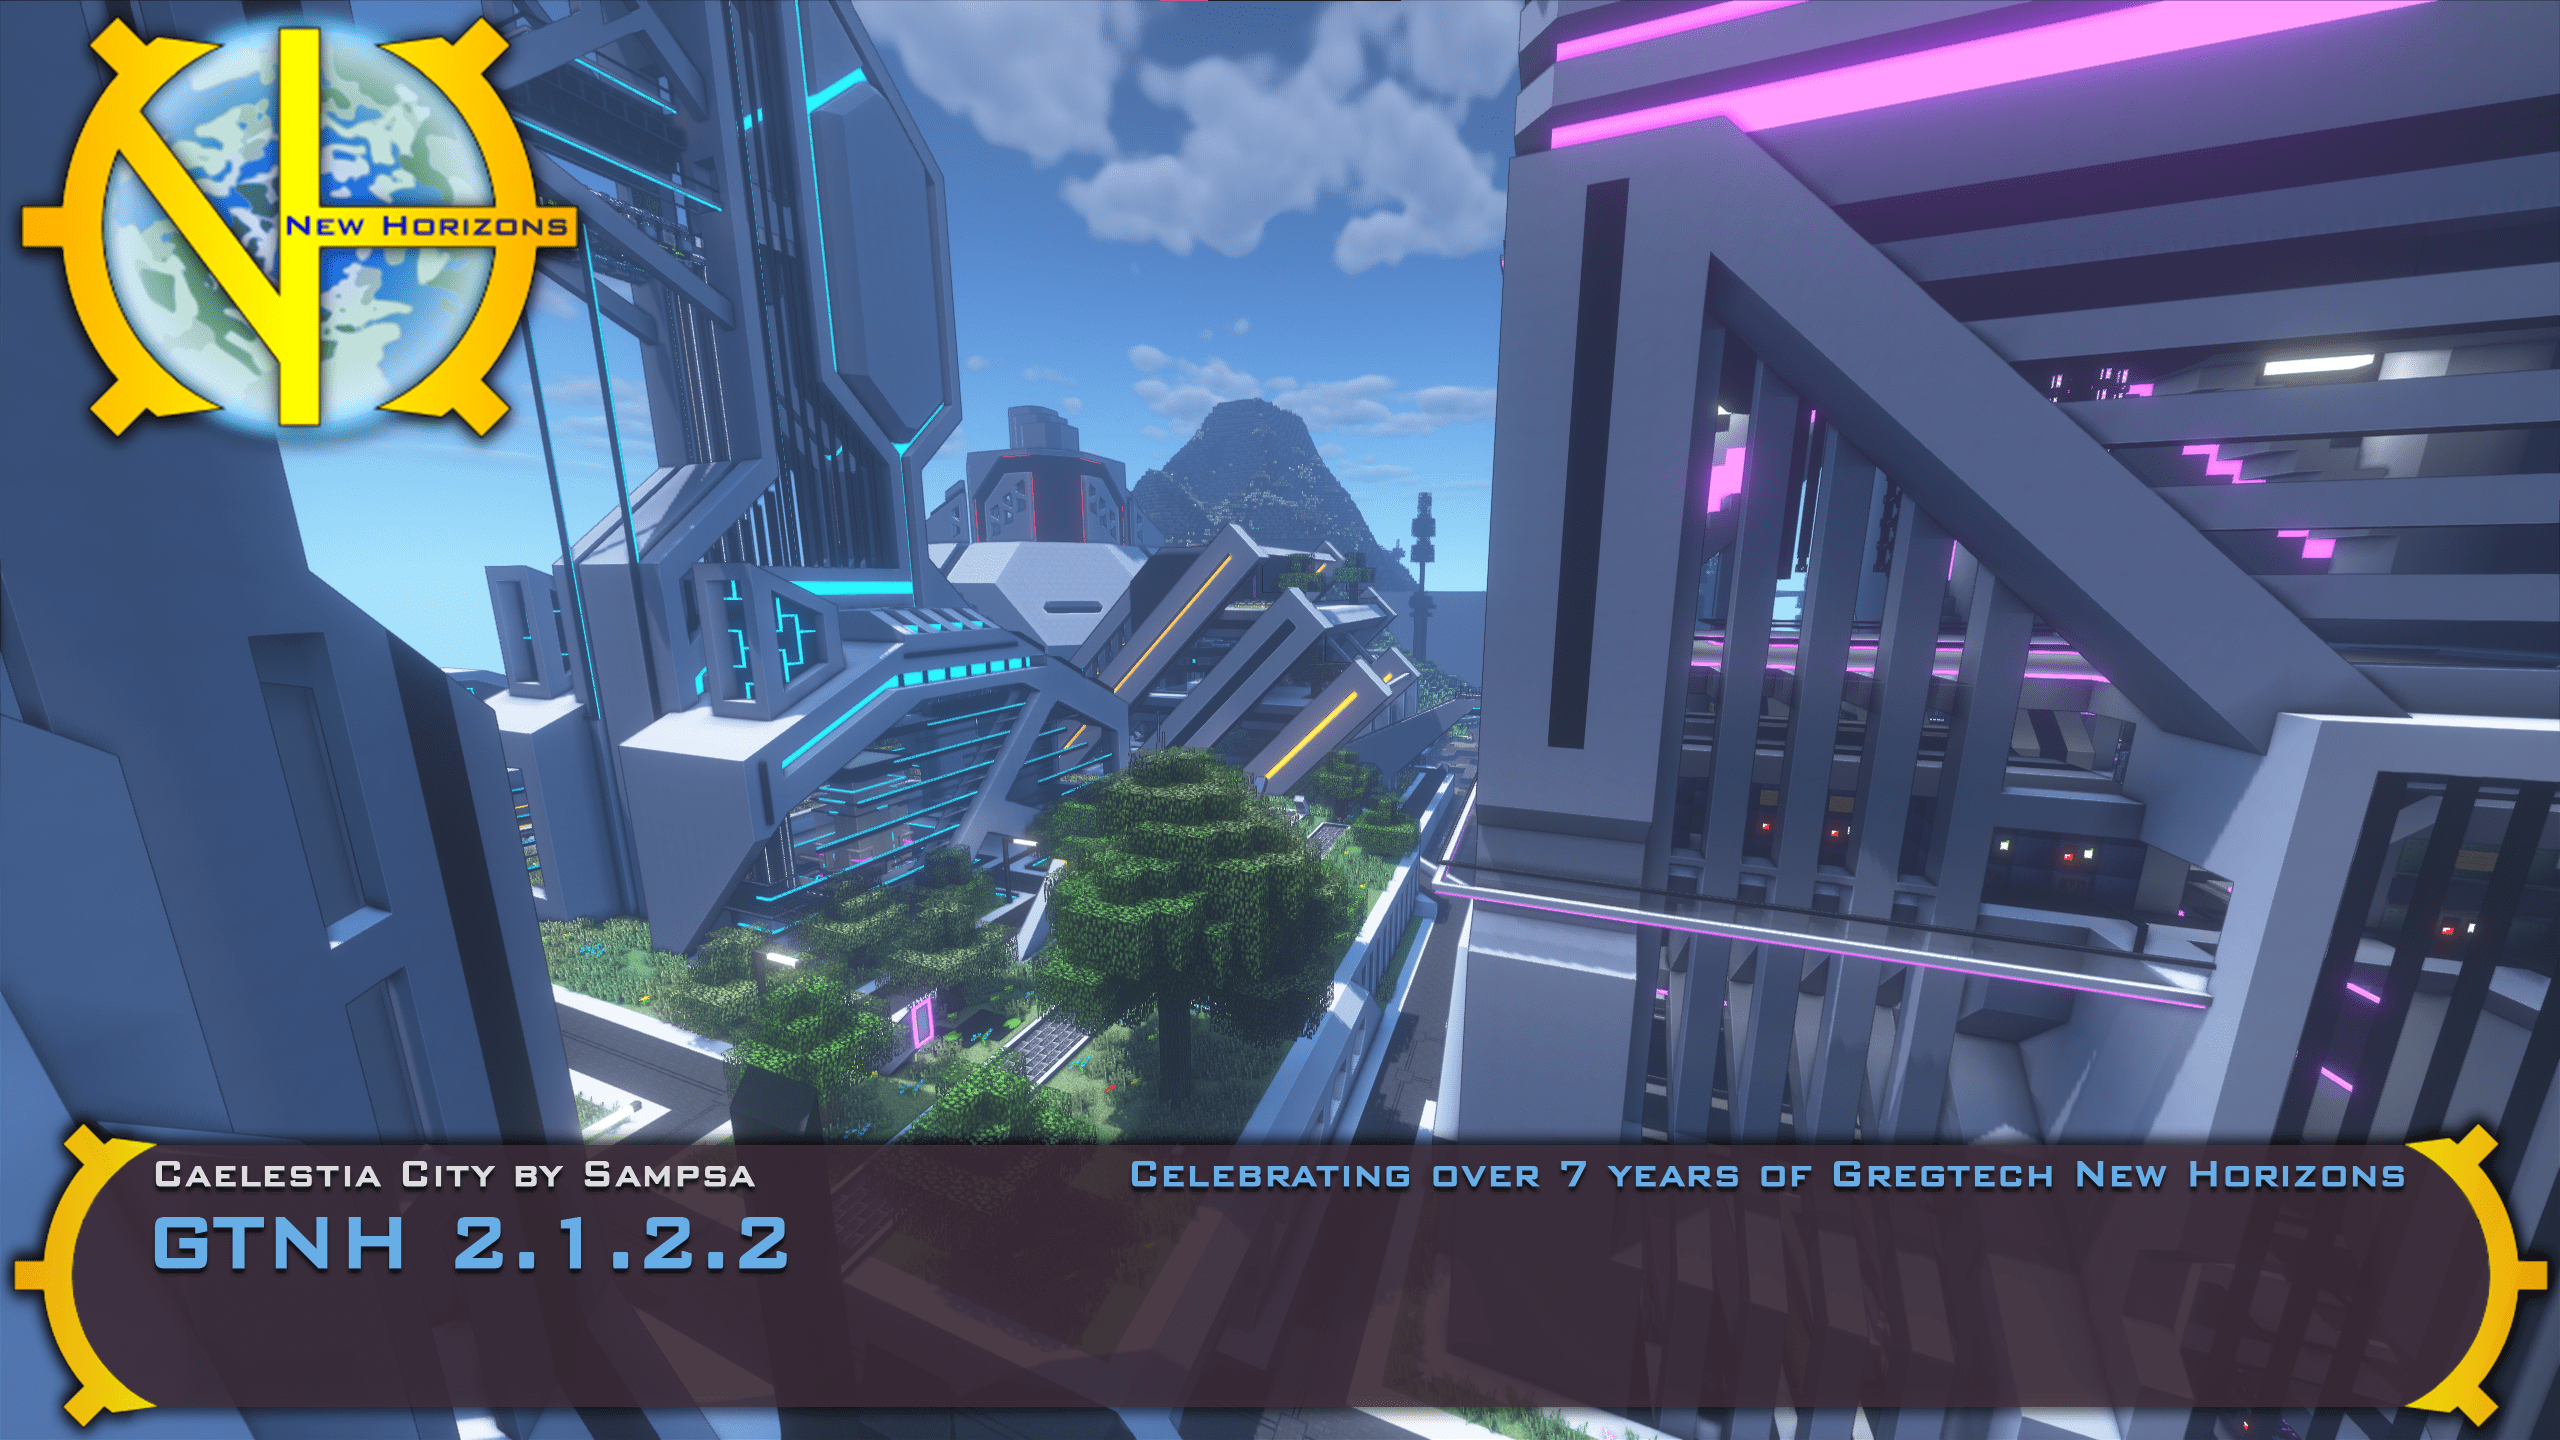 New Horizons
Caelestia City by Sampsa
Celebrating over 7 years of Gregtech New Horizons
GTNH 2.1.2.2